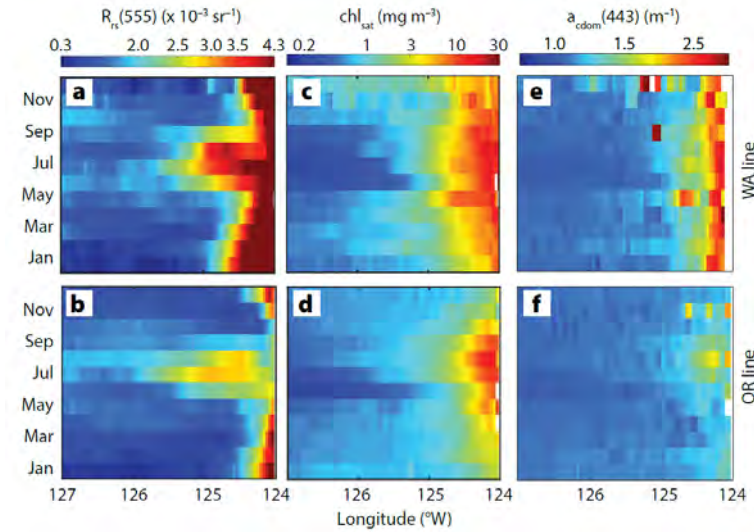 R_rs(555) (x 10⁻³ sr⁻¹) chl_sat (mg m⁻³) a_cdom(443) (m⁻¹)
0.3 2.0 2.5 3.0 3.5 4.3 0.2 1 3 10 30 1.0 1.5 2.5
a c e
Nov
Sep
Jul
May
Mar
Jan
WA line
b d f
Nov
Sep
Jul
May
Mar
Jan
OR line
127 126 125 124 126 125 124 126 125 124
Longitude (°W)